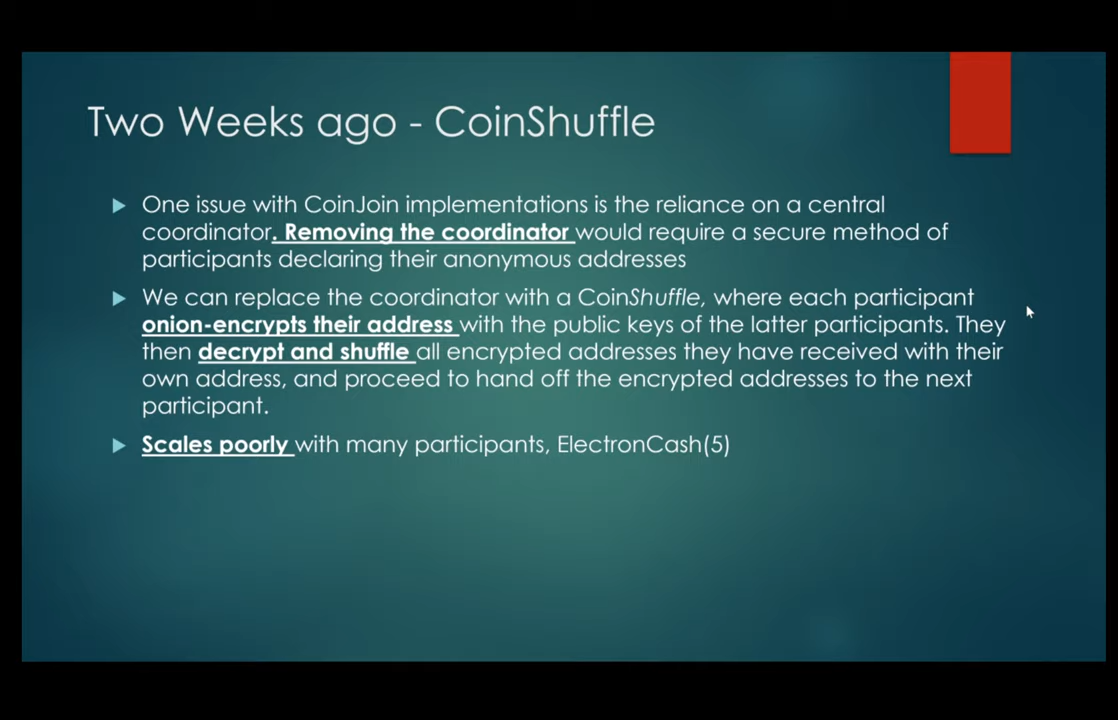 Two Weeks ago - CoinShuffle
One issue with CoinJoin implementations is the reliance on a central
coordinator. Removing the coordinator would require a secure method of
participants declaring their anonymous addresses
We can replace the coordinator with a CoinShuffle, where each participant
onion-encrypts their address with the public keys of the latter participants. They
then decrypt and shuffle all encrypted addresses they have received with their
own address, and proceed to hand off the encrypted addresses to the next
participant.
Scales poorly with many participants, ElectronCash(5)